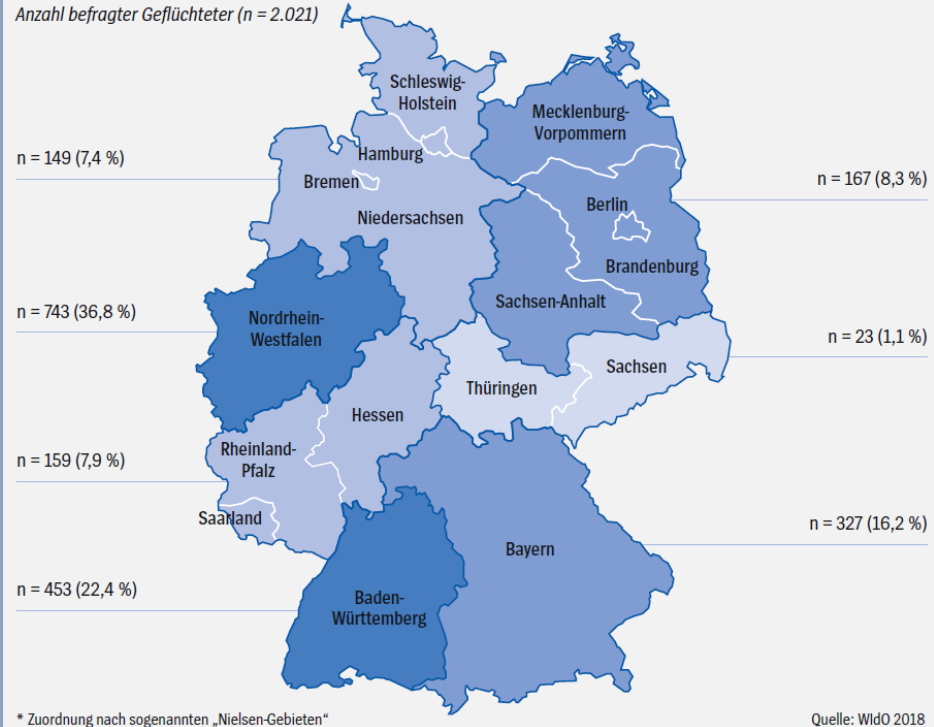 Anzahl befragter Geflüchteter (n = 2.021)
Schleswig-
Holstein
Mecklenburg-
Vorpommern
Hamburg
n = 149 (7,4 %)
Bremen
n = 167 (8,3 %)
Berlin
Niedersachsen
Brandenburg
Sachsen-Anhalt
n = 743 (36,8 %)
Nordrhein-
Westfalen
n = 23 (1,1 %)
Sachsen
Thüringen
Hessen
Rheinland-
Pfalz
n = 159 (7,9 %)
Saarland
n = 327 (16,2 %)
Bayern
n = 453 (22,4 %)
Baden-
Württemberg
* Zuordnung nach sogenannten „Nielsen-Gebieten“
Quelle: WIdO 2018